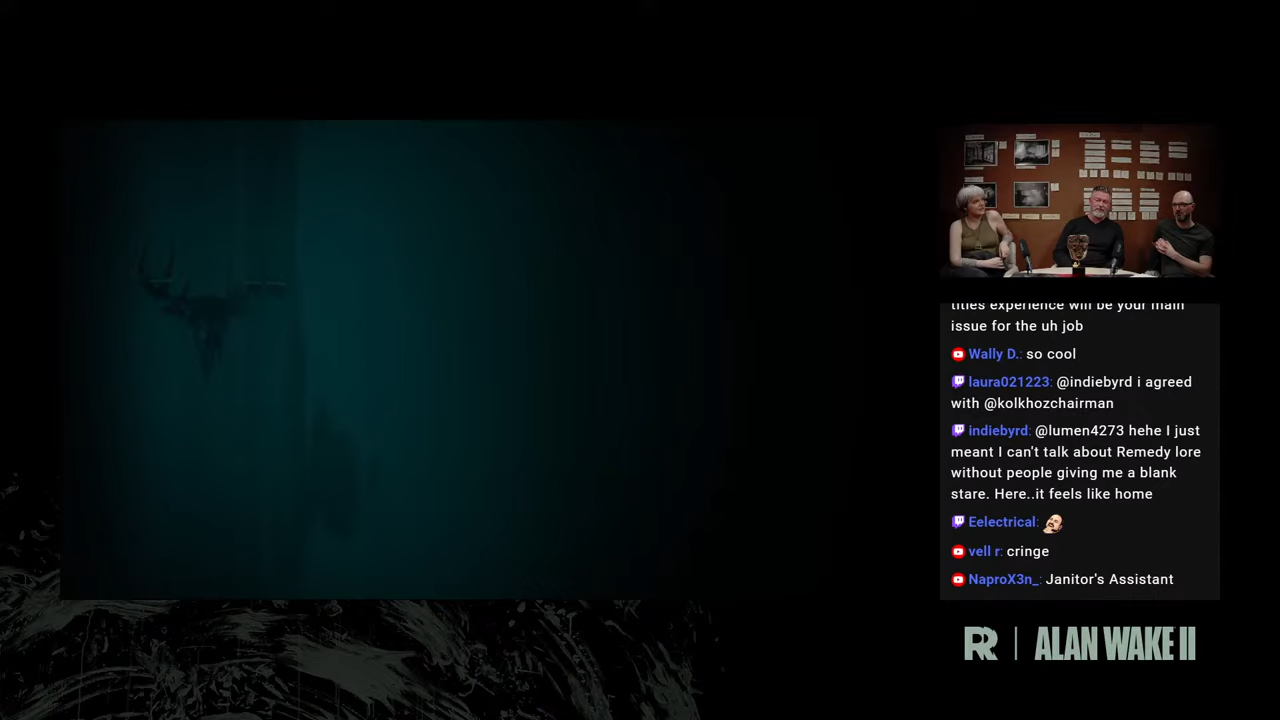 titles experience will be your main
issue for the uh job
Wally D.: so cool
laura021223: @indiebyrd i agreed
with @kolkhozchairman
indiebyrd: @lumen4273 hehe I just
meant I can't talk about Remedy lore
without people giving me a blank
stare. Here..it feels like home
Eelectrical:
vell r: cringe
NaproX3n_: Janitor's Assistant
R | ALAN WAKE II